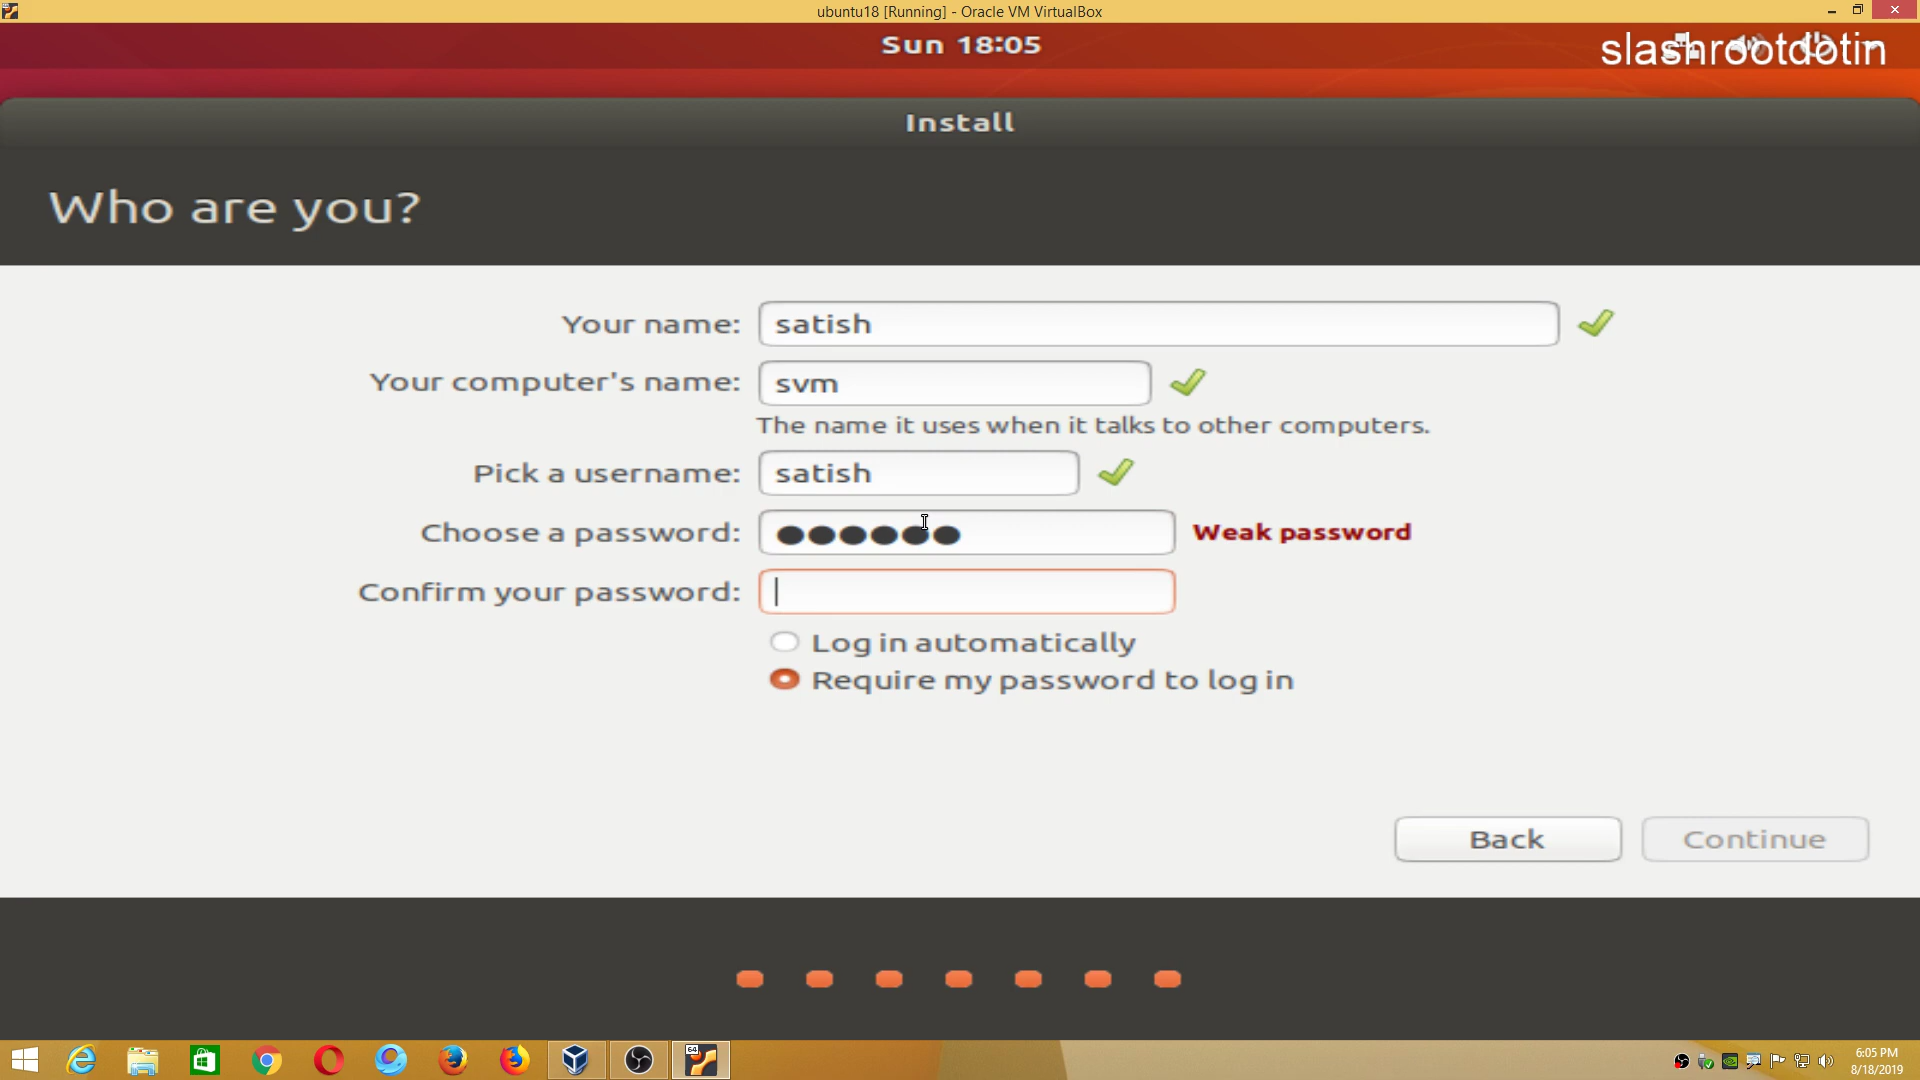 ubuntu18 [Running] - Oracle VM VirtualBox
Sun 18:05
slashrootdotin
Install
Who are you?
Your name: satish
Your computer's name: svm
The name it uses when it talks to other computers.
Pick a username: satish
Choose a password: ●●●●●● Weak password
Confirm your password:
Log in automatically
Require my password to log in
Back Continue
64
6:05 PM
8/18/2019